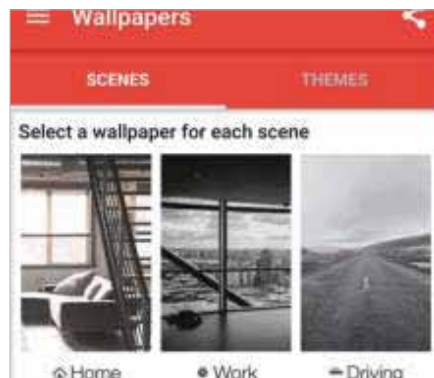 Wallpapers
SCENES
THEMES
Select a wallpaper for each scene
Home
Work
Driving